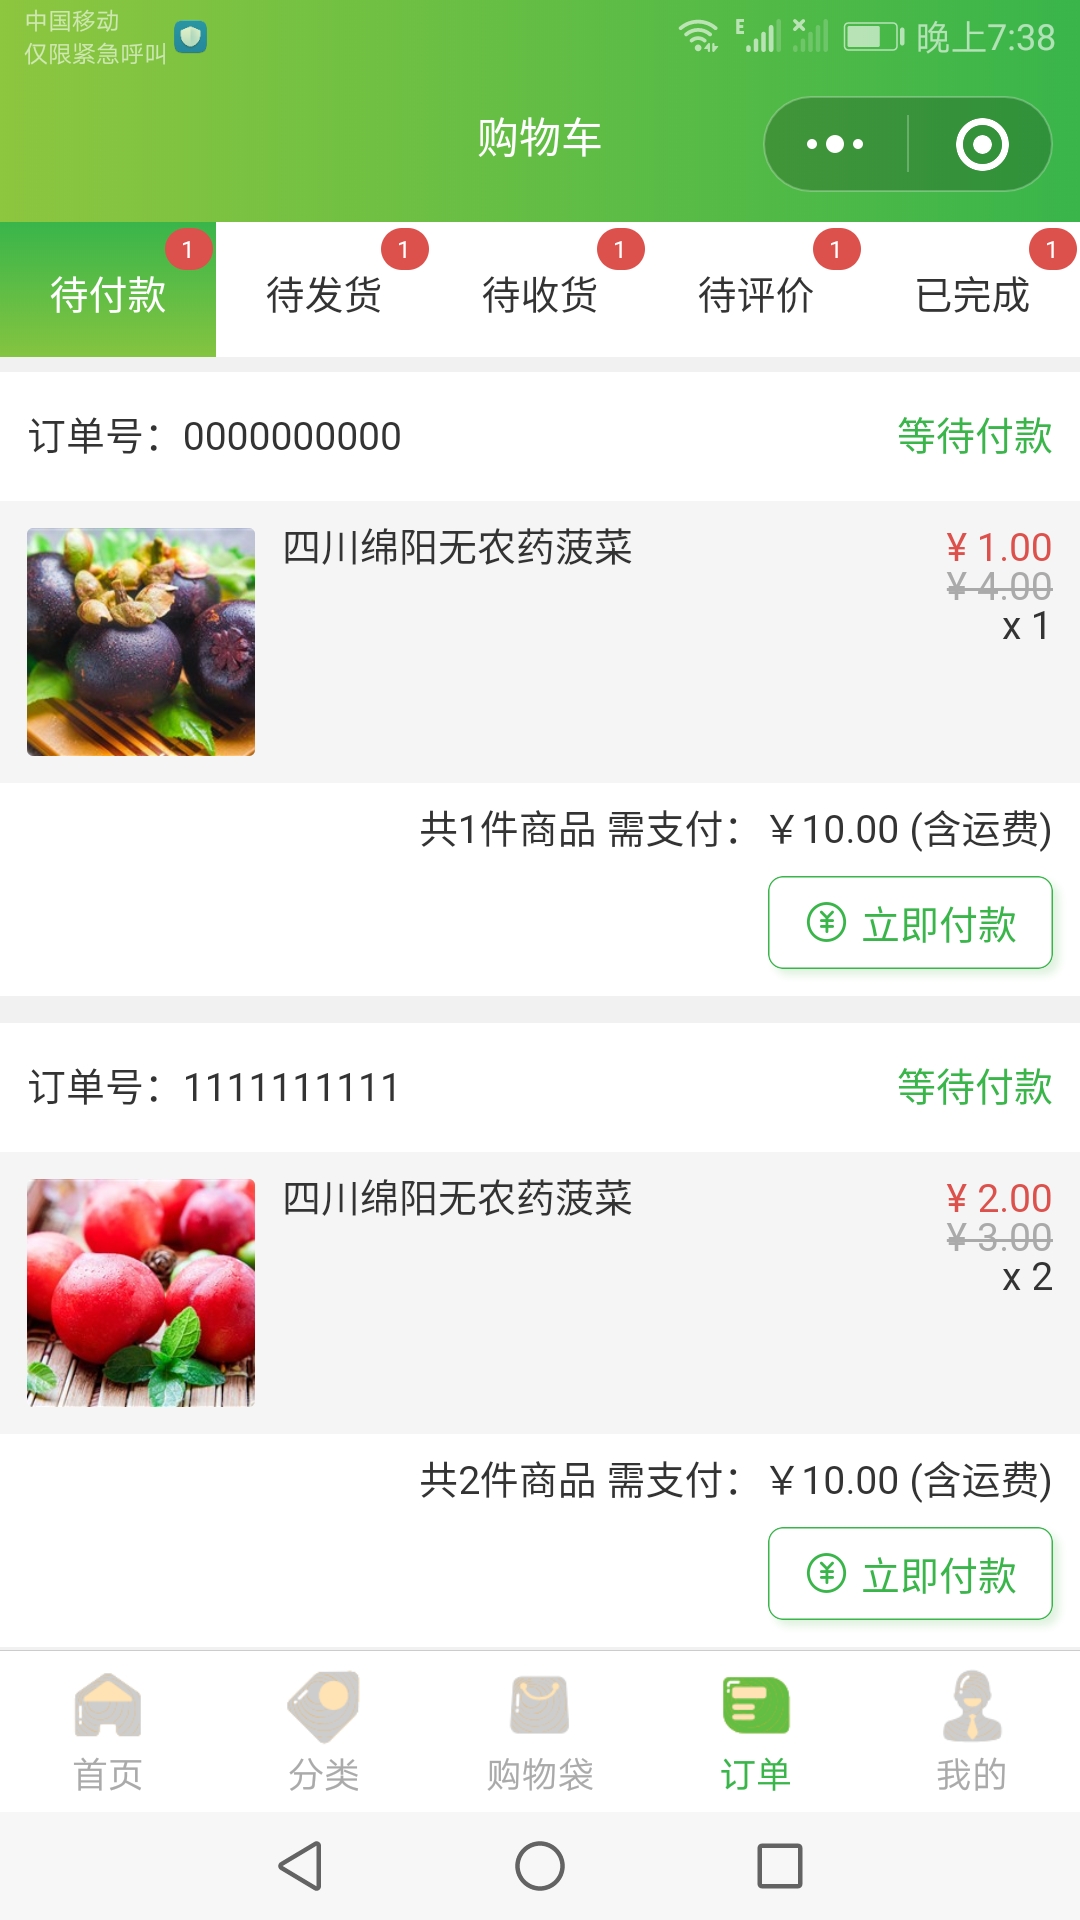 中国移动
仅限紧急呼叫
E
晚上7:38
购物车
1 1 1 1 1
待付款 待发货 待收货 待评价 已完成
订单号：0000000000 等待付款
四川绵阳无农药菠菜 ¥ 1.00
¥ 4.00
x 1
共1件商品 需支付：￥10.00 (含运费)
立即付款
订单号：1111111111 等待付款
四川绵阳无农药菠菜 ¥ 2.00
¥ 3.00
x 2
共2件商品 需支付：￥10.00 (含运费)
立即付款
首页 分类 购物袋 订单 我的